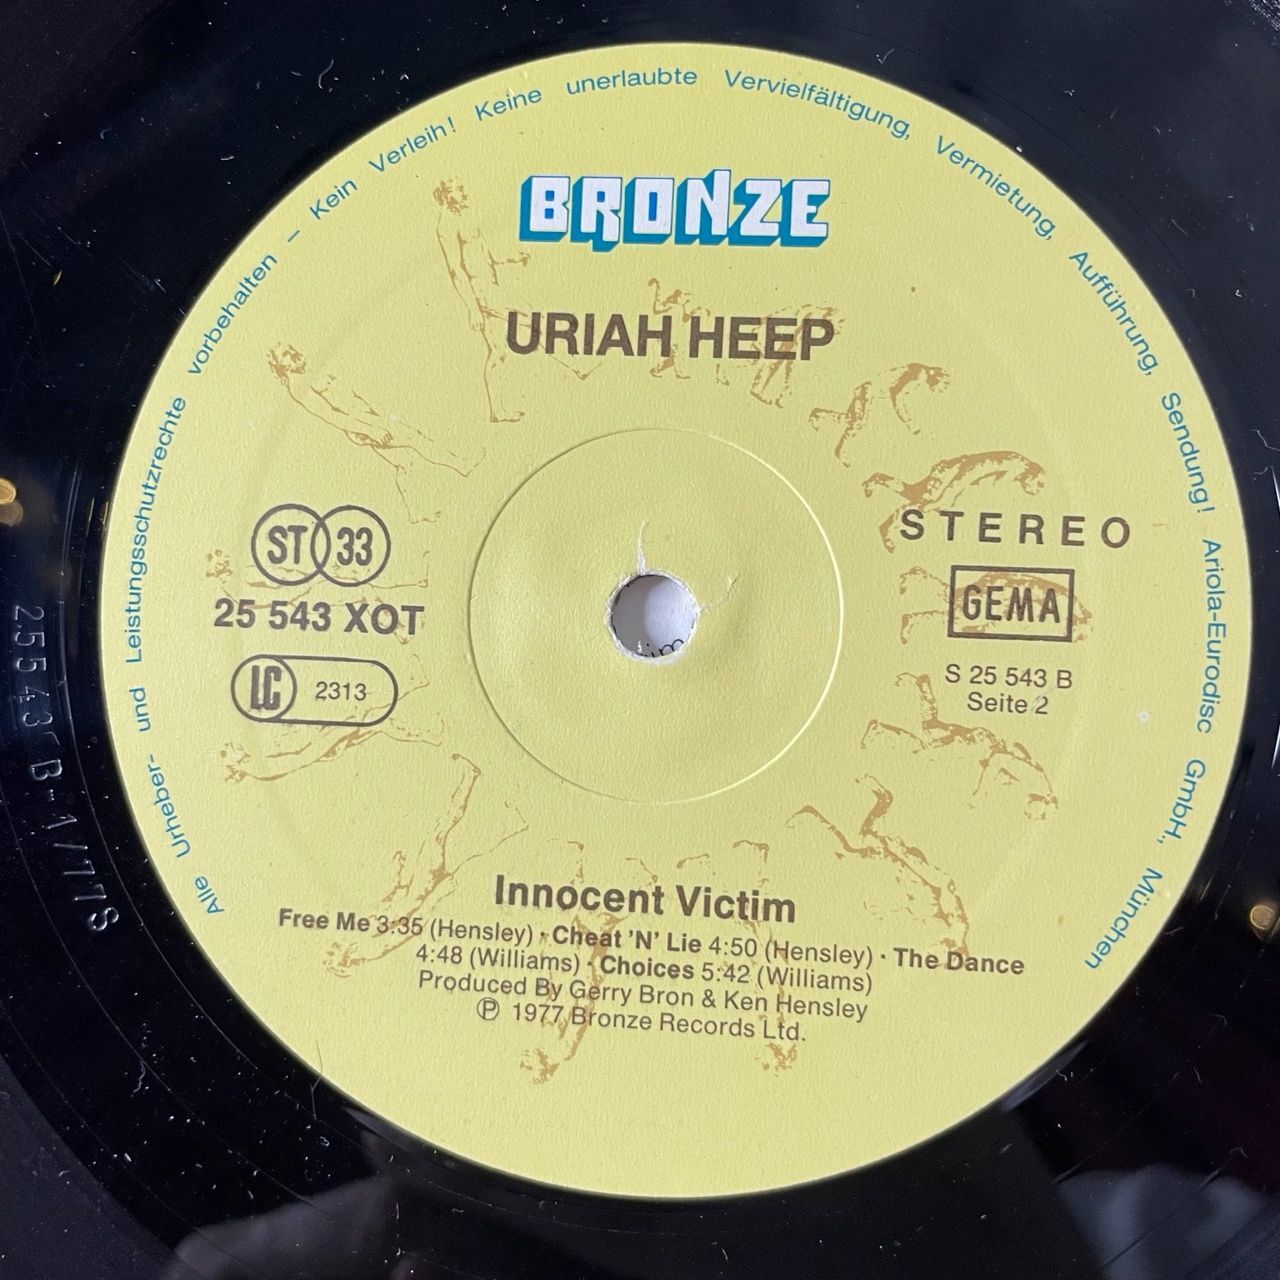 Alle Urheber- und Leistungsschutzrechte vorbehalten – Kein Verleih! Keine unerlaubte Vervielfältigung, Vermietung, Aufführung, Sendung! Ariola-Eurodisc GmbH., München
BRONZE
URIAH HEEP
ST 33
25 543 XOT
LC 2313
STEREO
GEMA
S 25 543 B
Seite 2
Innocent Victim
Free Me 3:35 (Hensley) · Cheat 'N' Lie 4:50 (Hensley) · The Dance
4:48 (Williams) · Choices 5:42 (Williams)
Produced By Gerry Bron & Ken Hensley
℗ 1977 Bronze Records Ltd.